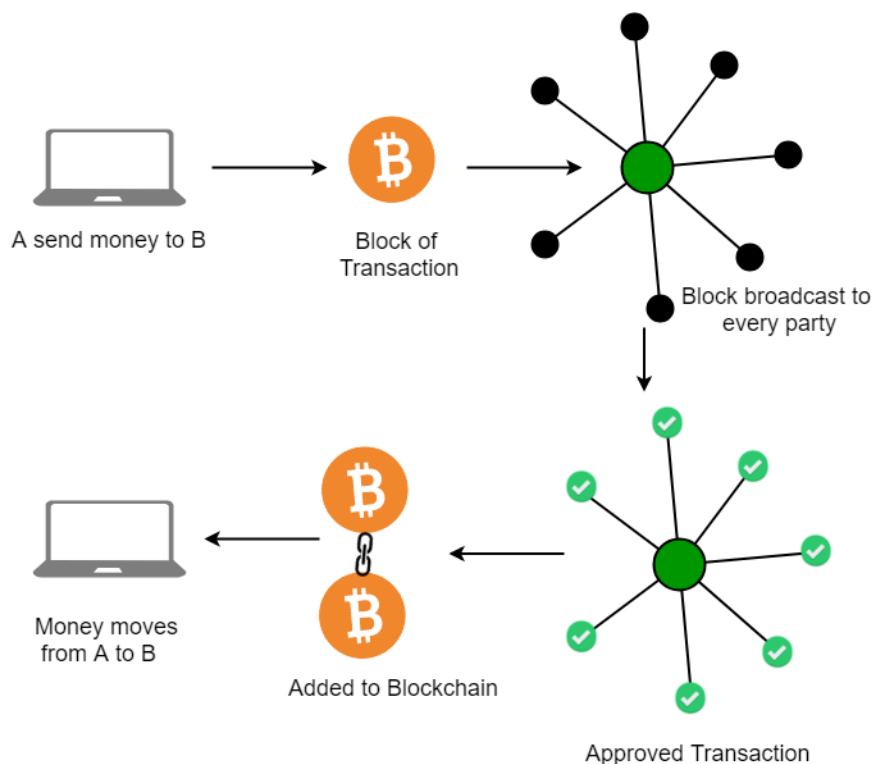 A send money to B
Block of
Transaction
Block broadcast to
every party
Money moves
from A to B
Added to Blockchain
Approved Transaction